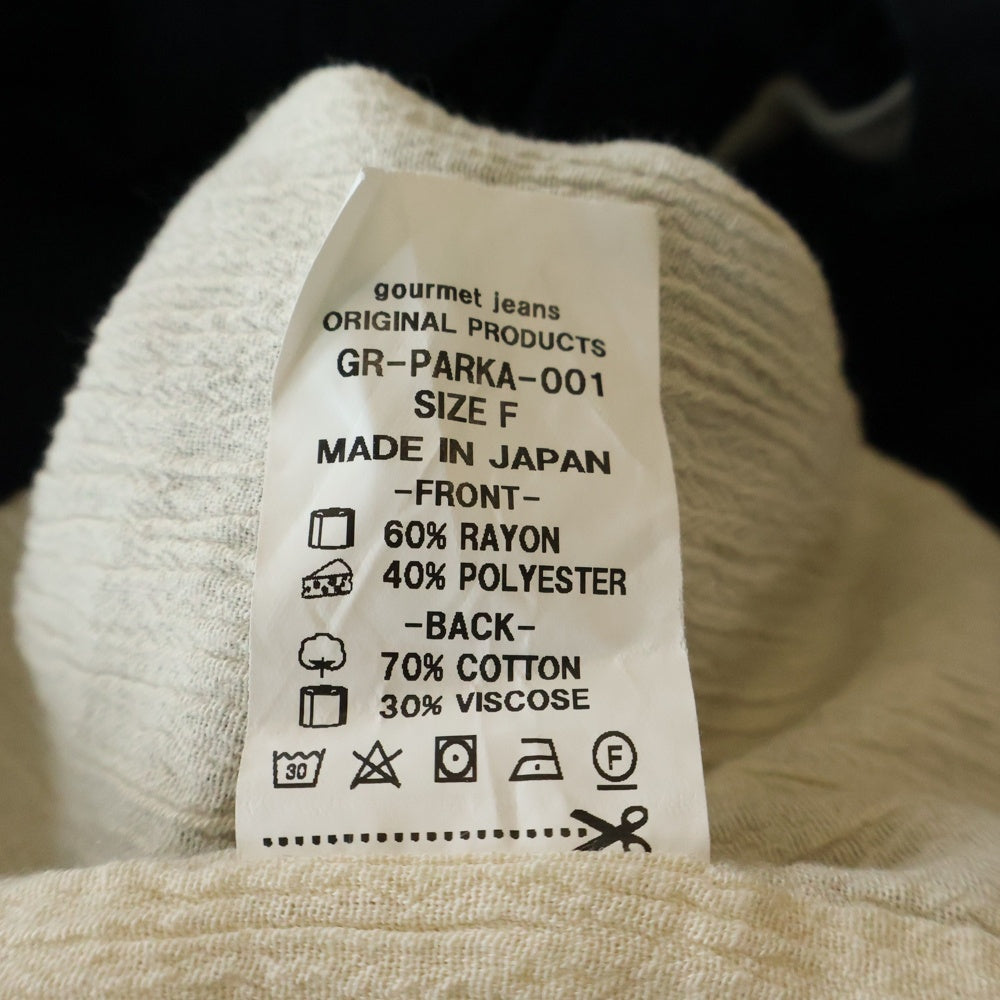 gourmet jeans
ORIGINAL PRODUCTS
GR-PARKA-001
SIZE F
MADE IN JAPAN
-FRONT-
60% RAYON
40% POLYESTER
-BACK-
70% COTTON
30% VISCOSE
30 F